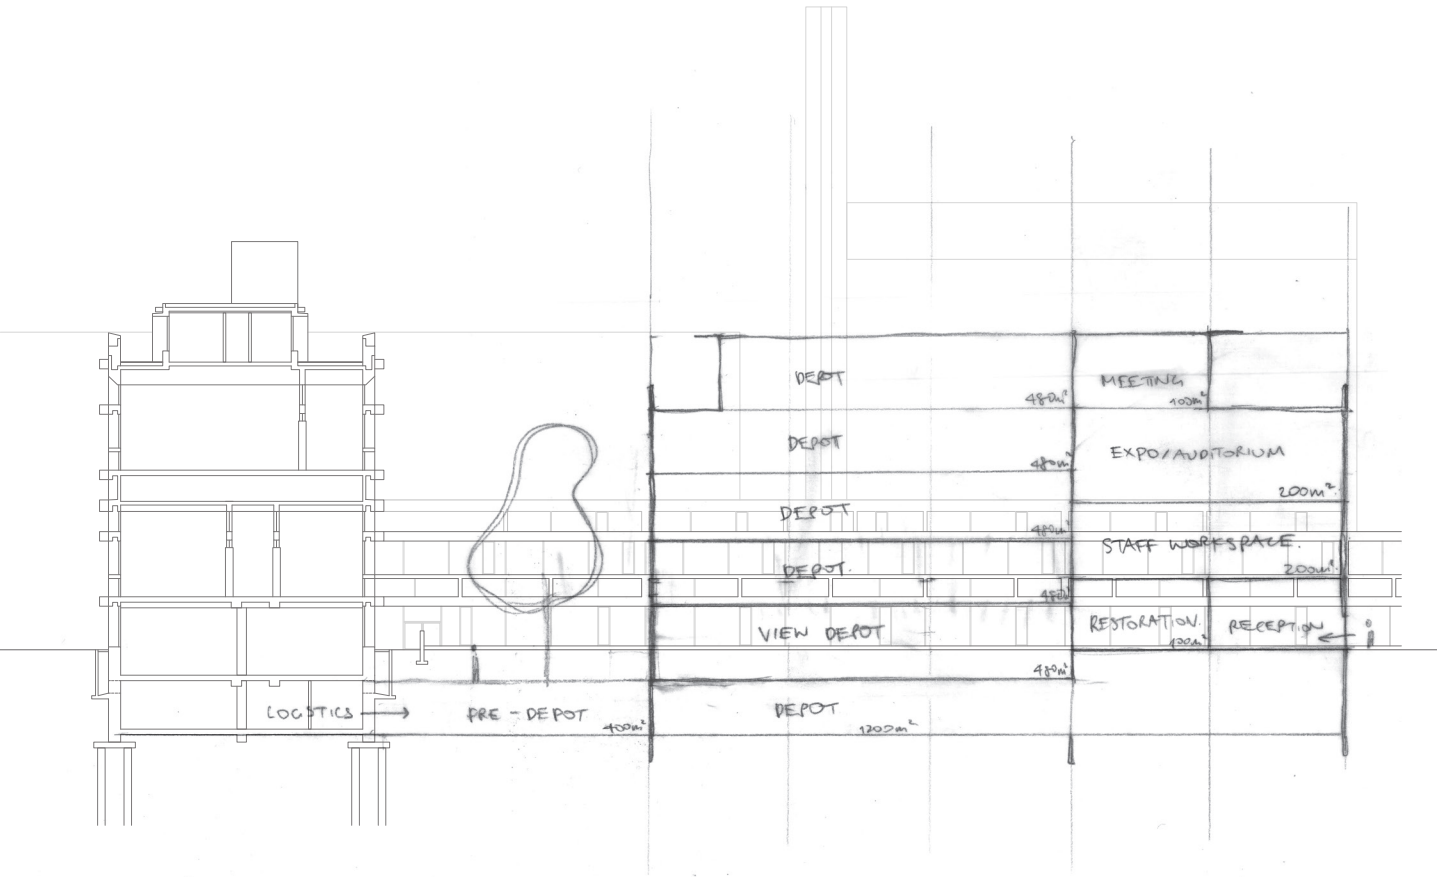 DEPOT
480m²
MEETING
100m²
DEPOT
480m²
EXPO/AUDITORIUM
200m².
DEPOT
480m²
STAFF WORKSPACE.
200m².
DEPOT.
480m²
VIEW DEPOT
480m²
RESTORATION.
100m²
RECEPTION
LOGISTICS
PRE-DEPOT
400m²
DEPOT
1200m²